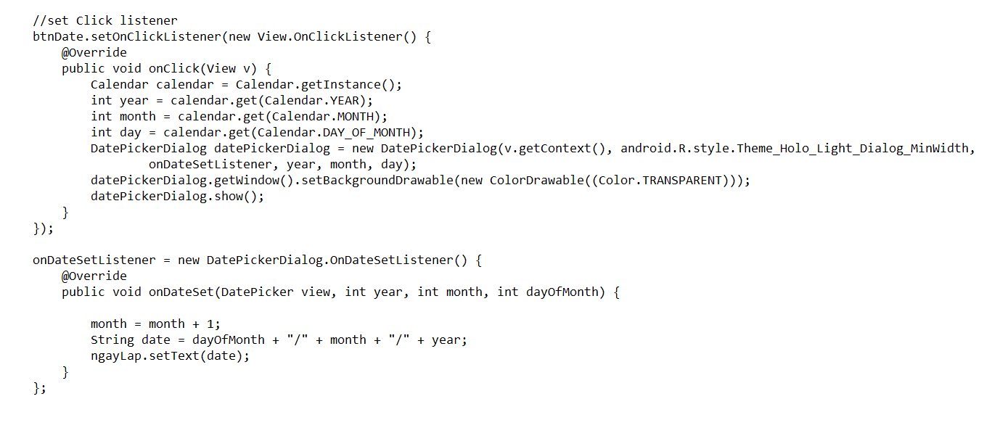 //set Click listener
btnDate.setOnClickListener(new View.OnClickListener() {
    @Override
    public void onClick(View v) {
        Calendar calendar = Calendar.getInstance();
        int year = calendar.get(Calendar.YEAR);
        int month = calendar.get(Calendar.MONTH);
        int day = calendar.get(Calendar.DAY_OF_MONTH);
        DatePickerDialog datePickerDialog = new DatePickerDialog(v.getContext(), android.R.style.Theme_Holo_Light_Dialog_MinWidth,
                onDateSetListener, year, month, day);
        datePickerDialog.getWindow().setBackgroundDrawable(new ColorDrawable((Color.TRANSPARENT)));
        datePickerDialog.show();
    }
});

onDateSetListener = new DatePickerDialog.OnDateSetListener() {
    @Override
    public void onDateSet(DatePicker view, int year, int month, int dayOfMonth) {

        month = month + 1;
        String date = dayOfMonth + "/" + month + "/" + year;
        ngayLap.setText(date);
    }
};